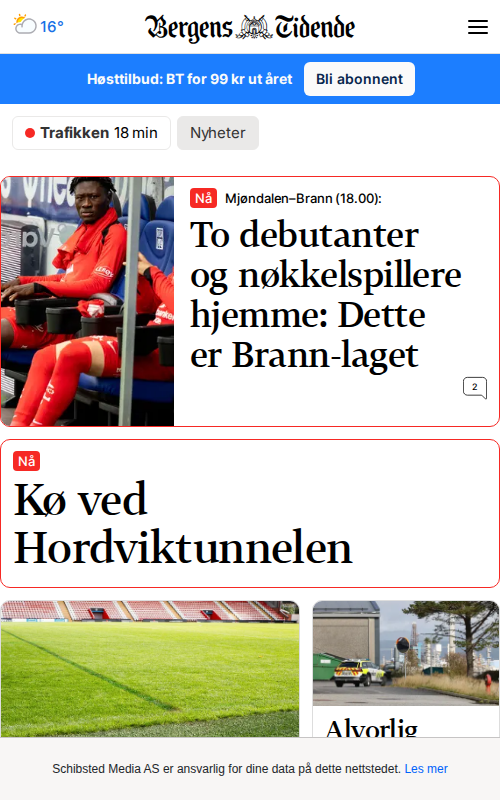 16°
Bergens Tidende
Høsttilbud: BT for 99 kr ut året
Bli abonnent
Trafikken 18 min
Nyheter
Nå
Mjøndalen–Brann (18.00):
To debutanter
og nøkkelspillere
hjemme: Dette
er Brann-laget
2
Nå
Kø ved
Hordviktunnelen
Alvorlig
Schibsted Media AS er ansvarlig for dine data på dette nettstedet. Les mer